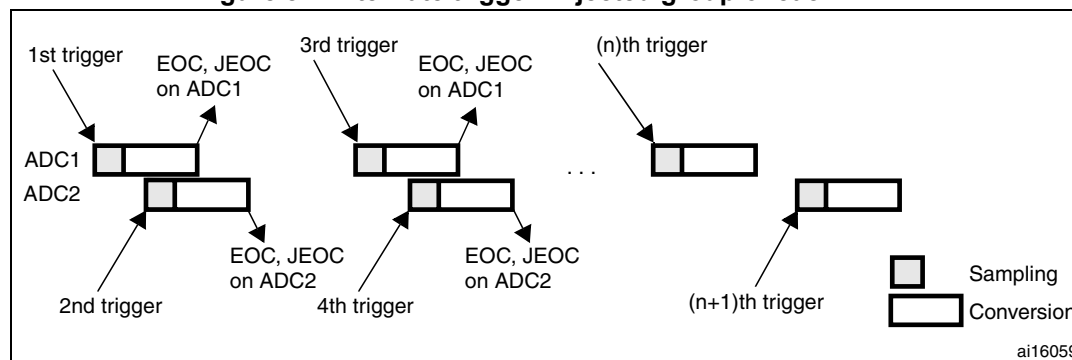 1st trigger
EOC, JEOC
on ADC1
3rd trigger
EOC, JEOC
on ADC1
(n)th trigger
ADC1
ADC2
. . .
EOC, JEOC
on ADC2
EOC, JEOC
on ADC2
2nd trigger
4th trigger
(n+1)th trigger
Sampling
Conversion
ai16059